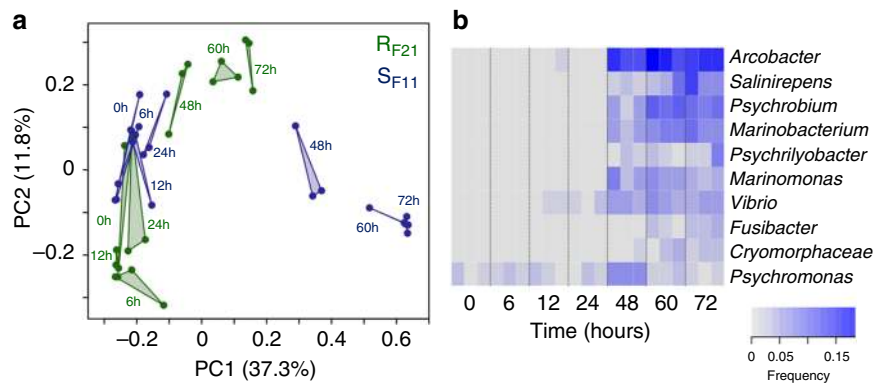 a
R_F21
S_F11
60h
72h
48h
0h
6h
24h
12h
48h
0h
24h
12h
6h
72h
60h
0.2
0
−0.2
PC2 (11.8%)
−0.2 0 0.2 0.4 0.6
PC1 (37.3%)
b
Arcobacter
Salinirepens
Psychrobium
Marinobacterium
Psychrilyobacter
Marinomonas
Vibrio
Fusibacter
Cryomorphaceae
Psychromonas
0 6 12 24 48 60 72
Time (hours)
0 0.05 0.15
Frequency